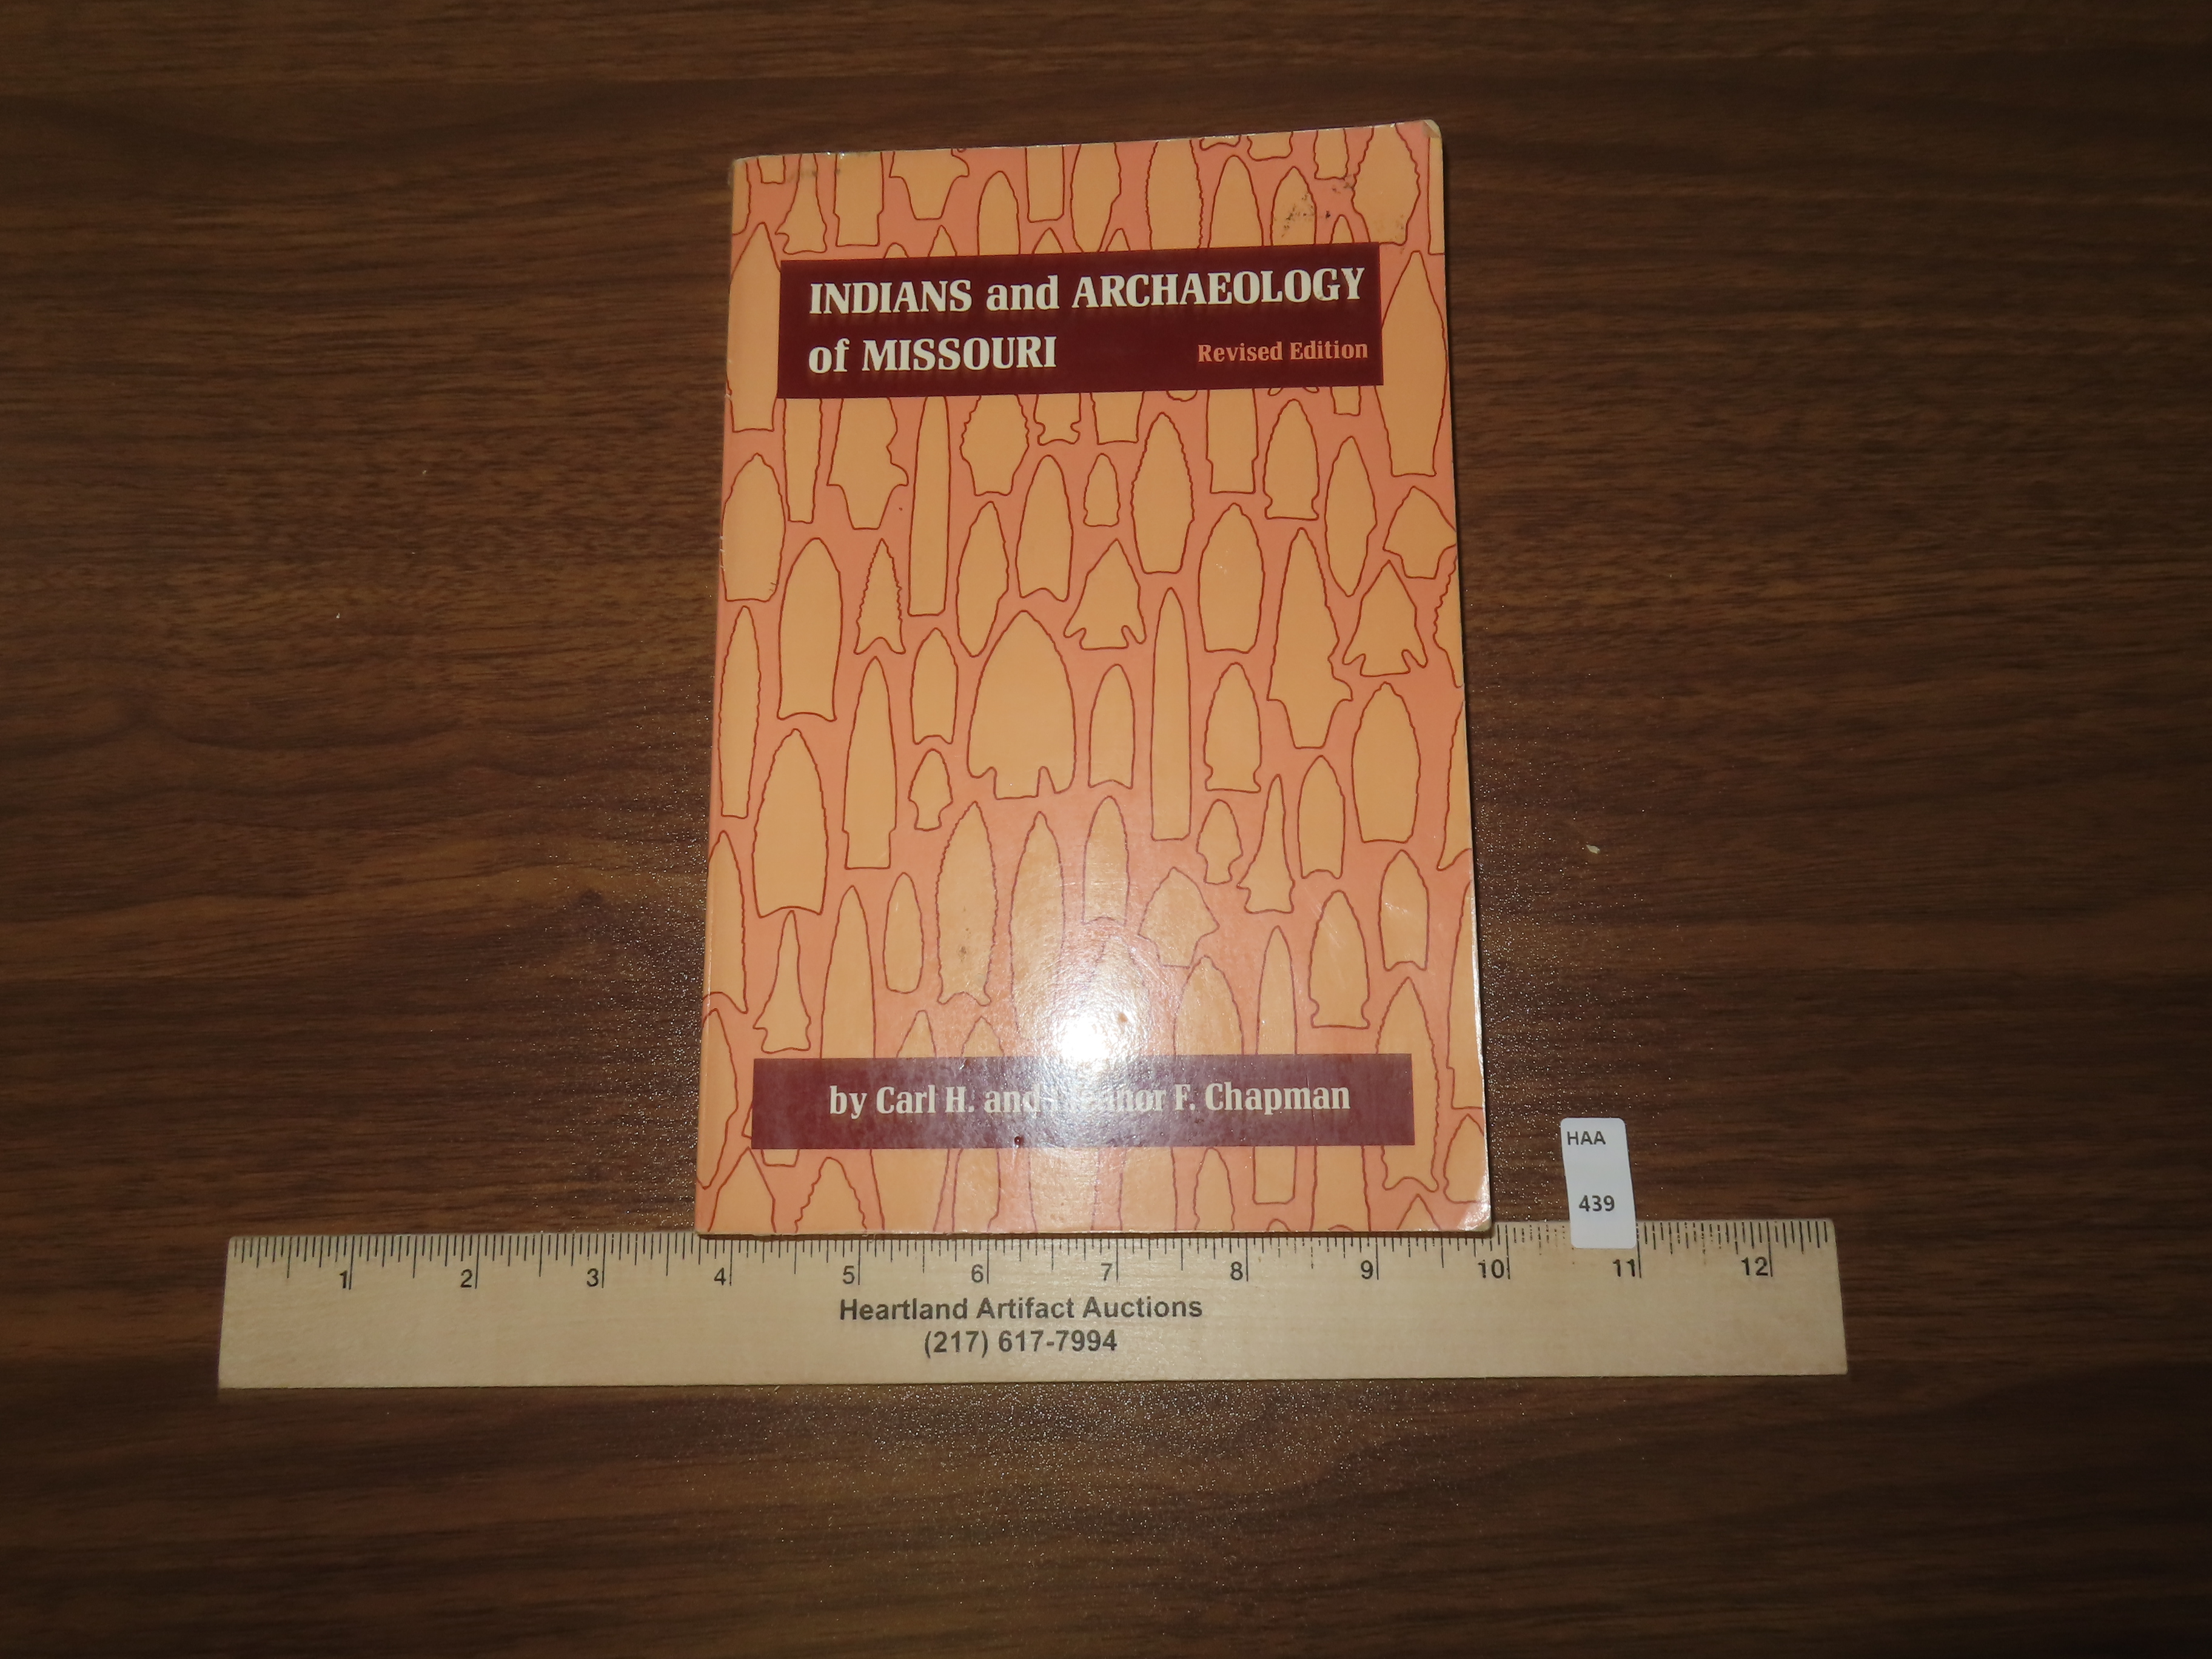 INDIANS and ARCHAEOLOGY
of MISSOURI
Revised Edition
by Carl H. and Eleanor F. Chapman
HAA
439
1 2 3 4 5 6 7 8 9 10 11 12
Heartland Artifact Auctions
(217) 617-7994